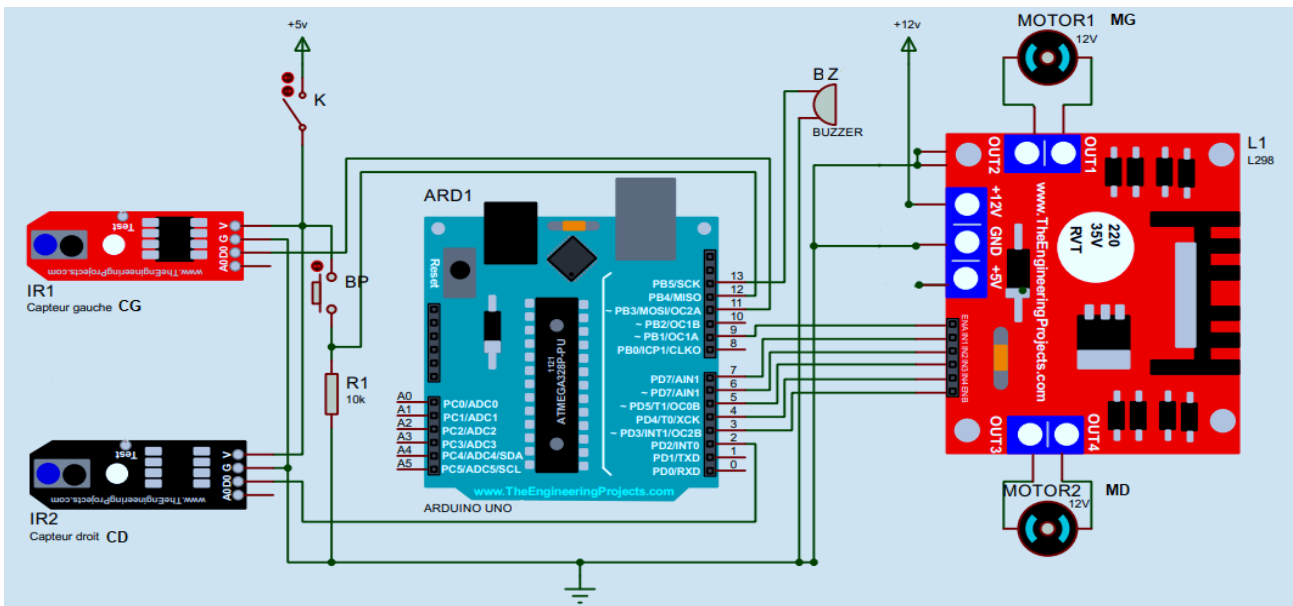 +5v
K
+12v
MOTOR1 MG
12V
BZ
BUZZER
L1
L298
OUT2
OUT1
+12V
GND
+5V
220
35V
RVT
www.TheEngineeringProjects.com
ENA IN1 IN2 IN3 IN4 ENB
OUT3
OUT4
MOTOR2 MD
12V
Test
V
G
D0
A0
www.TheEngineeringProjects.com
IR1
Capteur gauche CG
BP
R1
10k
Test
V
G
D0
A0
www.TheEngineeringProjects.com
IR2
Capteur droit CD
ARD1
Reset
1121
ATMEGA328P-PU
PB5/SCK 13
PB4/MISO 12
~ PB3/MOSI/OC2A 11
~ PB2/OC1B 10
~ PB1/OC1A 9
PB0/ICP1/CLKO 8
PD7/AIN1 7
~ PD7/AIN1 6
~ PD5/T1/OC0B 5
PD4/T0/XCK 4
~ PD3/INT1/OC2B 3
PD2/INT0 2
PD1/TXD 1
PD0/RXD 0
A0 PC0/ADC0
A1 PC1/ADC1
A2 PC2/ADC2
A3 PC3/ADC3
A4 PC4/ADC4/SDA
A5 PC5/ADC5/SCL
www.TheEngineeringProjects.com
ARDUINO UNO